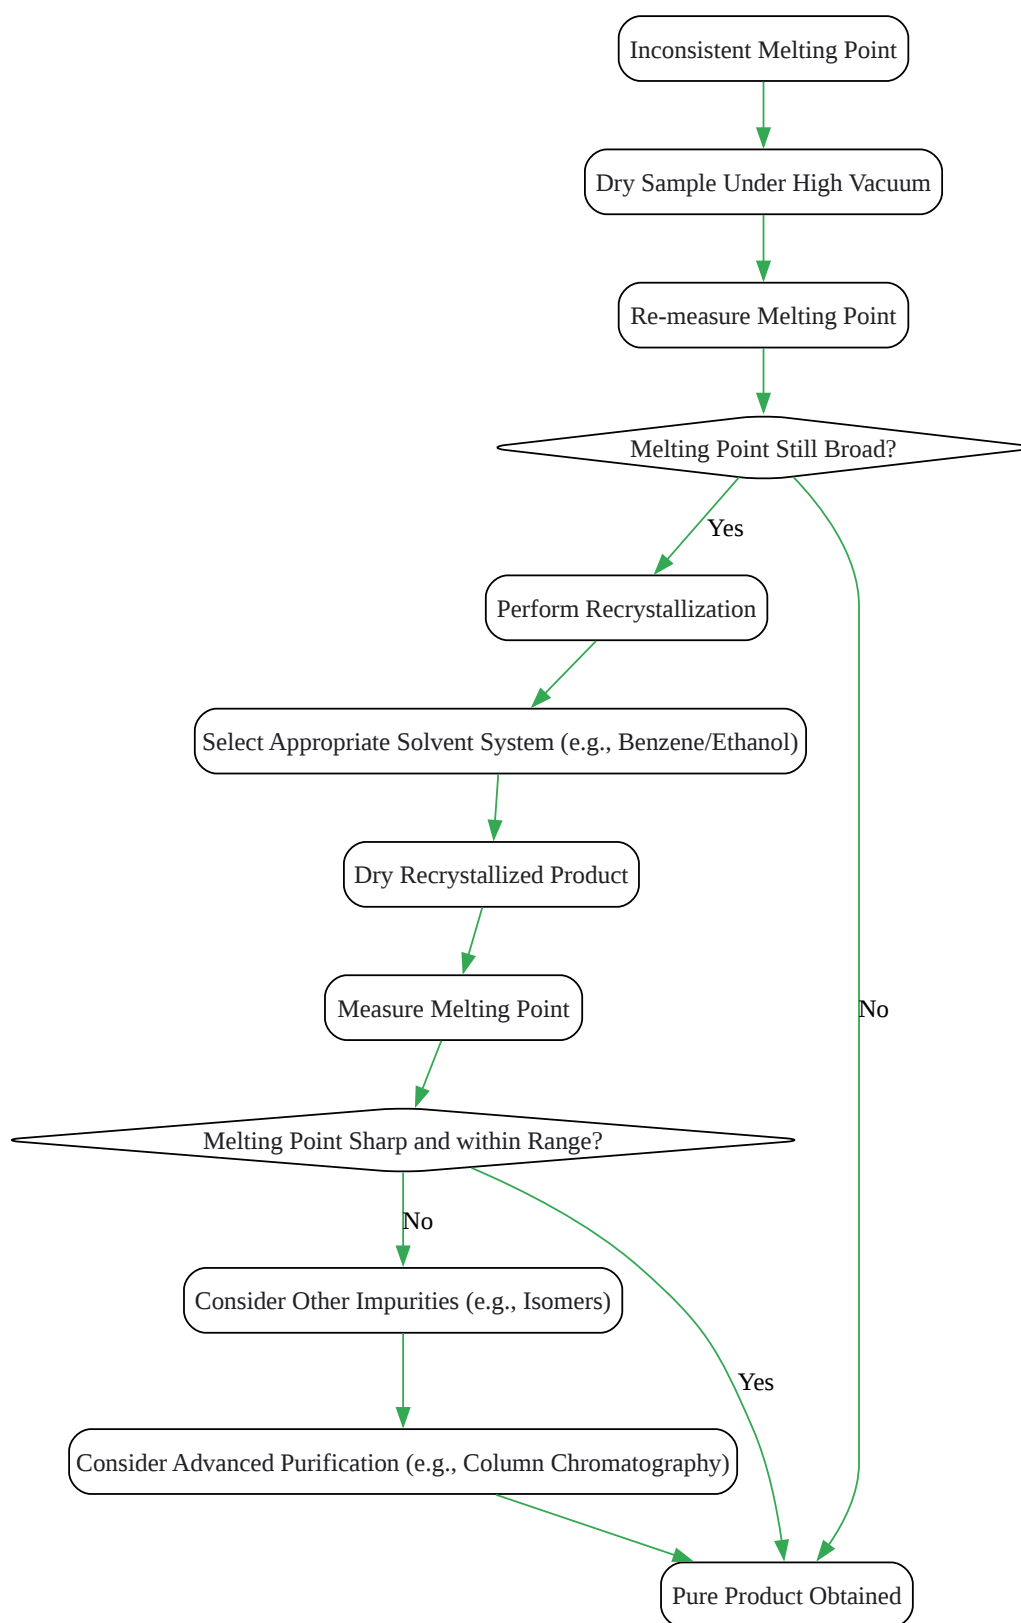 Inconsistent Melting Point
Dry Sample Under High Vacuum
Re-measure Melting Point
Melting Point Still Broad?
Yes
Perform Recrystallization
Select Appropriate Solvent System (e.g., Benzene/Ethanol)
Dry Recrystallized Product
Measure Melting Point
No
Melting Point Sharp and within Range?
No
Consider Other Impurities (e.g., Isomers)
Yes
Consider Advanced Purification (e.g., Column Chromatography)
Pure Product Obtained